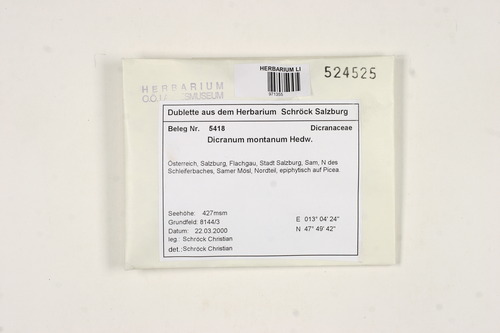 HERBARIUM LI
524525
HERBARIUM
O.Ö. LANDESMUSEUM
Dublette aus dem Herbarium Schröck Salzburg
Beleg Nr. 5418 Dicranaceae
Dicranum montanum Hedw.
Österreich, Salzburg, Flachgau, Stadt Salzburg, Sam, N des
Schleiferbaches, Samer Mösl, Nordteil, epiphytisch auf Picea.
Seehöhe: 427msm E 013° 04' 24"
Grundfeld: 8144/3 N 47° 49' 42"
Datum: 22.03.2000
leg.: Schröck Christian
det.: Schröck Christian